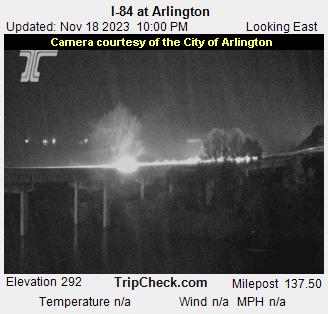 I-84 at Arlington
Updated: Nov 18 2023 10:00 PM Looking East
Camera courtesy of the City of Arlington
Elevation 292 TripCheck.com Milepost 137.50
Temperature n/a Wind n/a MPH n/a